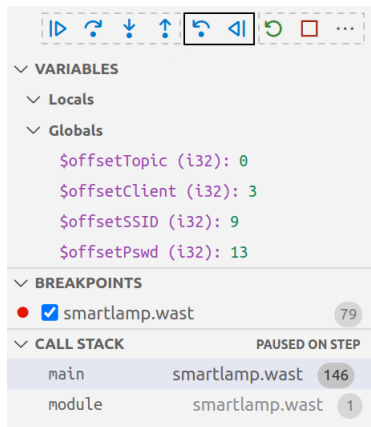 VARIABLES
Locals
Globals
$offsetTopic (i32): 0
$offsetClient (i32): 3
$offsetSSID (i32): 9
$offsetPswd (i32): 13
BREAKPOINTS
smartlamp.wast 79
CALL STACK PAUSED ON STEP
main smartlamp.wast 146
module smartlamp.wast 1